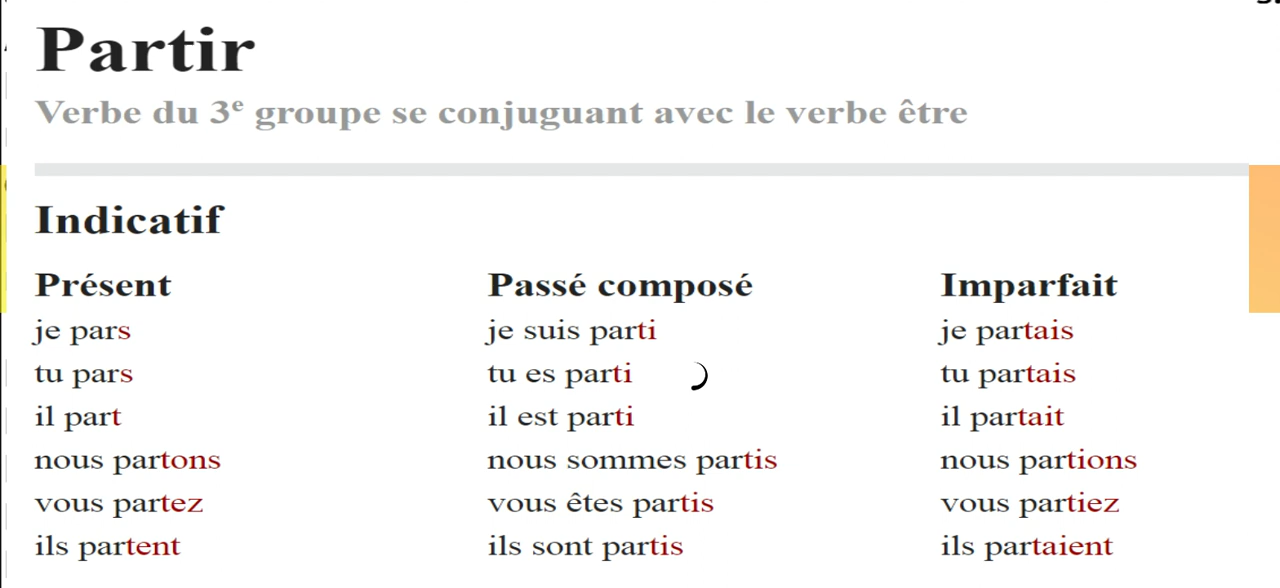 Partir
Verbe du 3e groupe se conjuguant avec le verbe être
Indicatif
Présent
je pars
tu pars
il part
nous partons
vous partez
ils partent
Passé composé
je suis parti
tu es parti
il est parti
nous sommes partis
vous êtes partis
ils sont partis
Imparfait
je partais
tu partais
il partait
nous partions
vous partiez
ils partaient